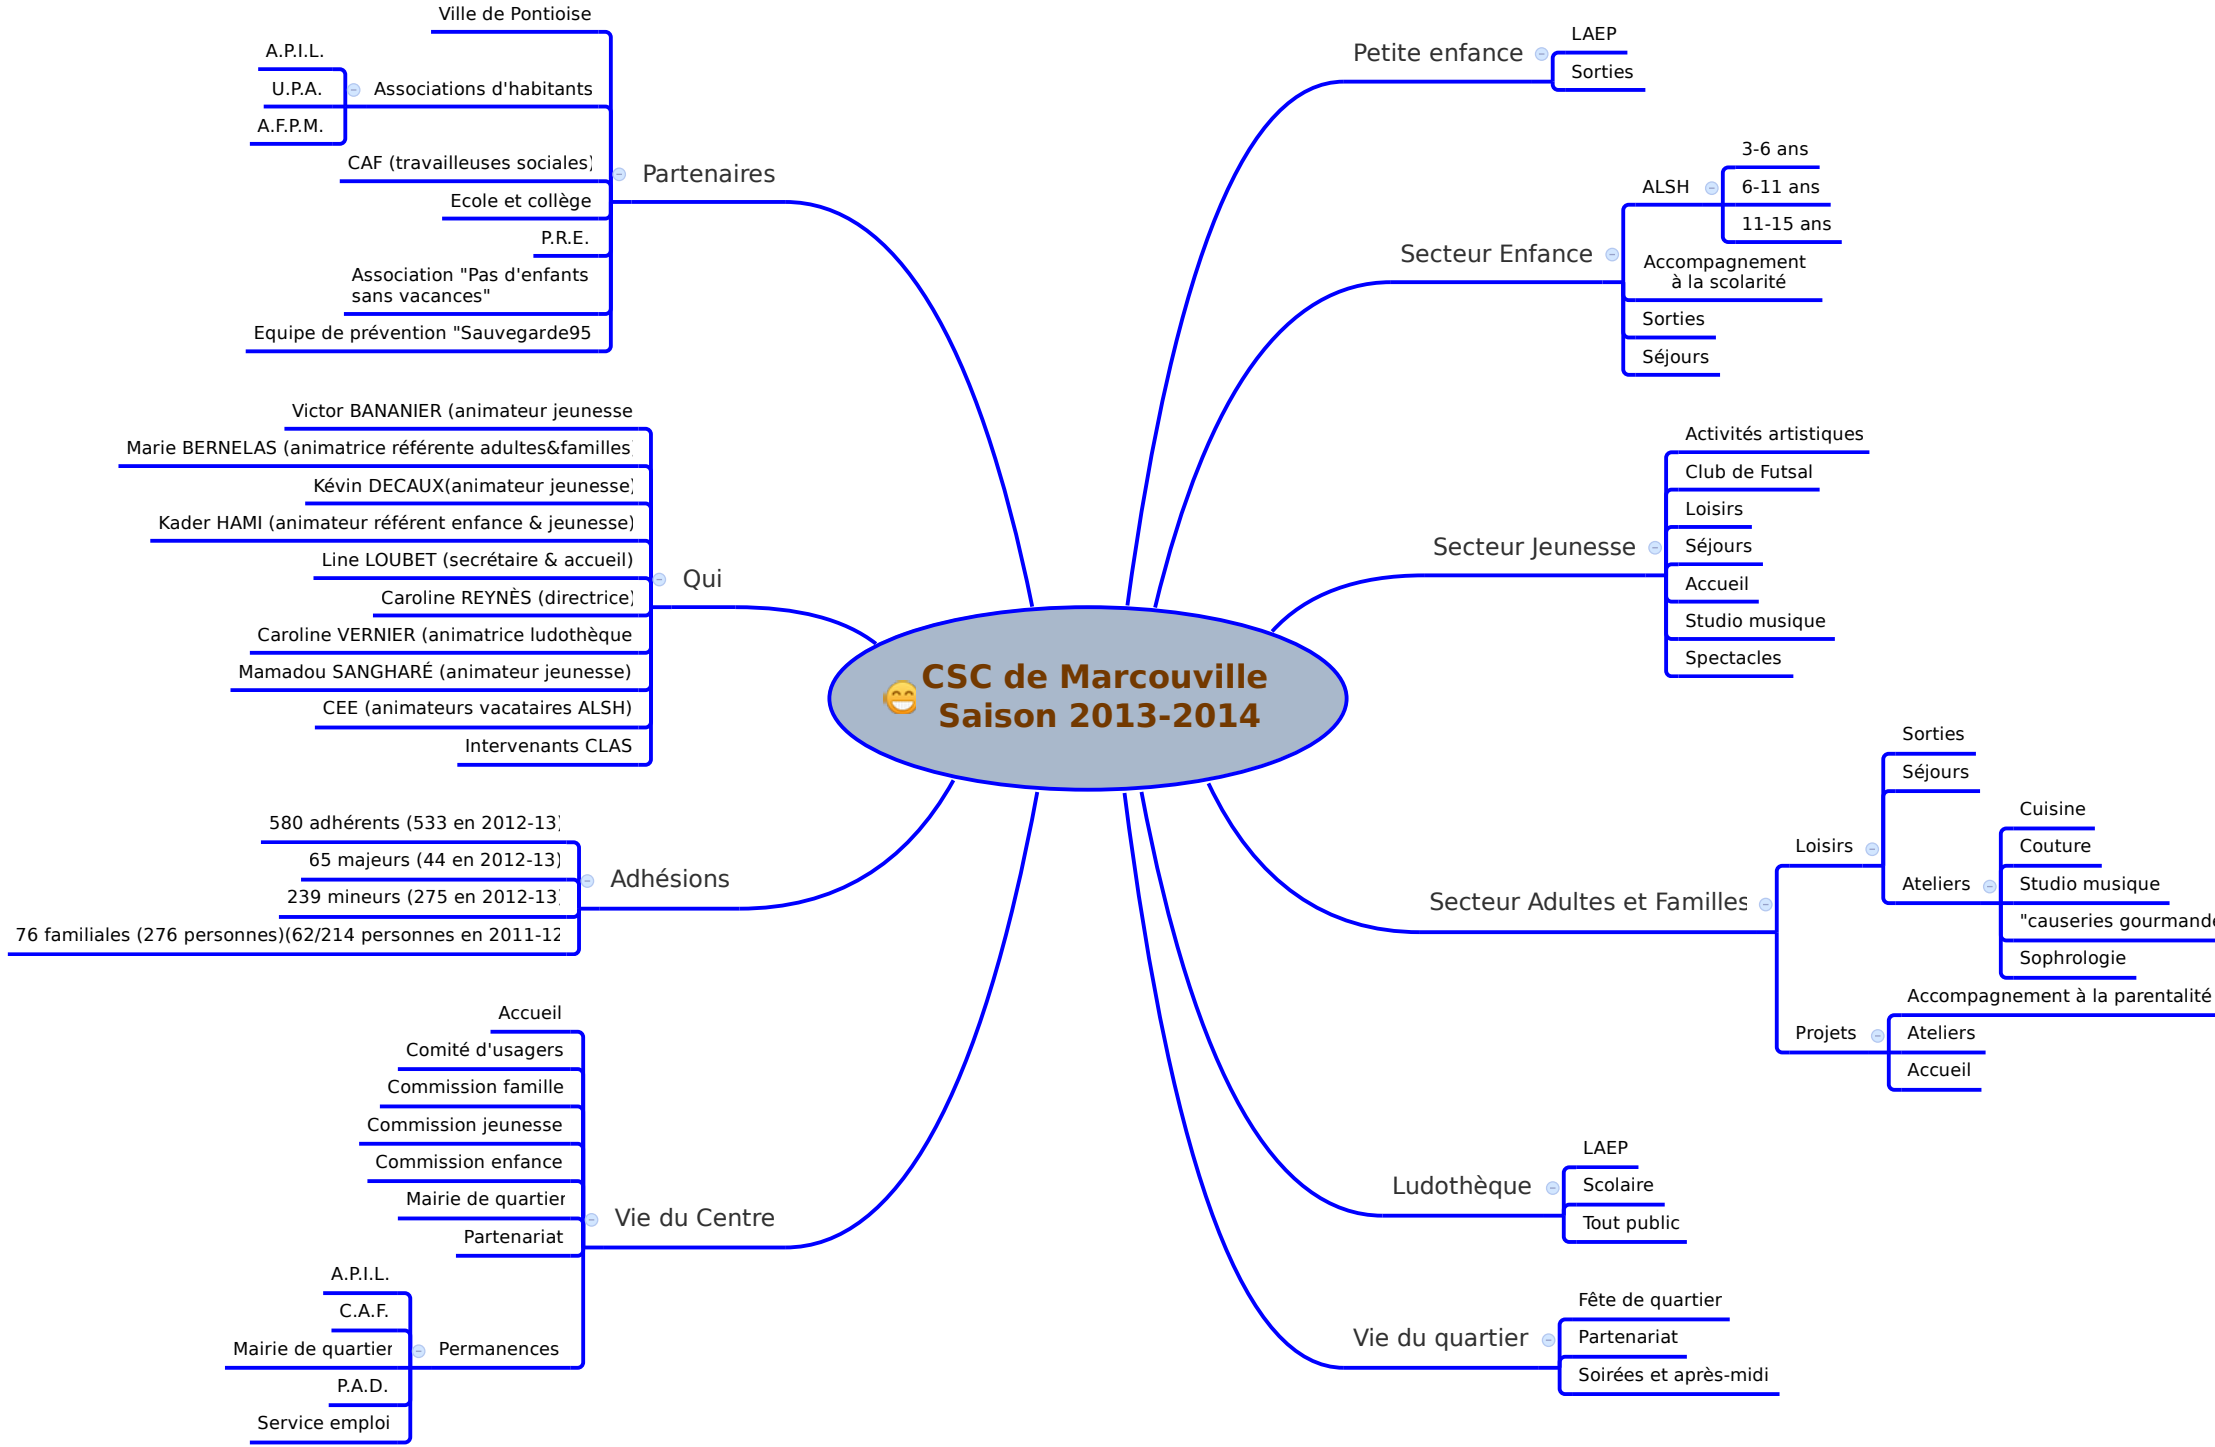 CSC de Marcouville
Saison 2013-2014
Petite enfance
LAEP
Sorties
Secteur Enfance
ALSH
3-6 ans
6-11 ans
11-15 ans
Accompagnement
à la scolarité
Sorties
Séjours
Secteur Jeunesse
Activités artistiques
Club de Futsal
Loisirs
Séjours
Accueil
Studio musique
Spectacles
Secteur Adultes et Familles
Loisirs
Sorties
Séjours
Ateliers
Cuisine
Couture
Studio musique
"causeries gourmande
Sophrologie
Projets
Accompagnement à la parentalité
Ateliers
Accueil
Ludothèque
LAEP
Scolaire
Tout public
Vie du quartier
Fête de quartier
Partenariat
Soirées et après-midi
Partenaires
Ville de Pontioise
Associations d'habitants
A.P.I.L.
U.P.A.
A.F.P.M.
CAF (travailleuses sociales)
Ecole et collège
P.R.E.
Association "Pas d'enfants
sans vacances"
Equipe de prévention "Sauvegarde95
Qui
Victor BANANIER (animateur jeunesse
Marie BERNELAS (animatrice référente adultes&familles)
Kévin DECAUX(animateur jeunesse)
Kader HAMI (animateur référent enfance & jeunesse)
Line LOUBET (secrétaire & accueil)
Caroline REYNÈS (directrice)
Caroline VERNIER (animatrice ludothèque
Mamadou SANGHARÉ (animateur jeunesse)
CEE (animateurs vacataires ALSH)
Intervenants CLAS
Adhésions
580 adhérents (533 en 2012-13)
65 majeurs (44 en 2012-13)
239 mineurs (275 en 2012-13)
76 familiales (276 personnes)(62/214 personnes en 2011-12
Vie du Centre
Accueil
Comité d'usagers
Commission famille
Commission jeunesse
Commission enfance
Mairie de quartier
Partenariat
Permanences
A.P.I.L.
C.A.F.
Mairie de quartier
P.A.D.
Service emploi